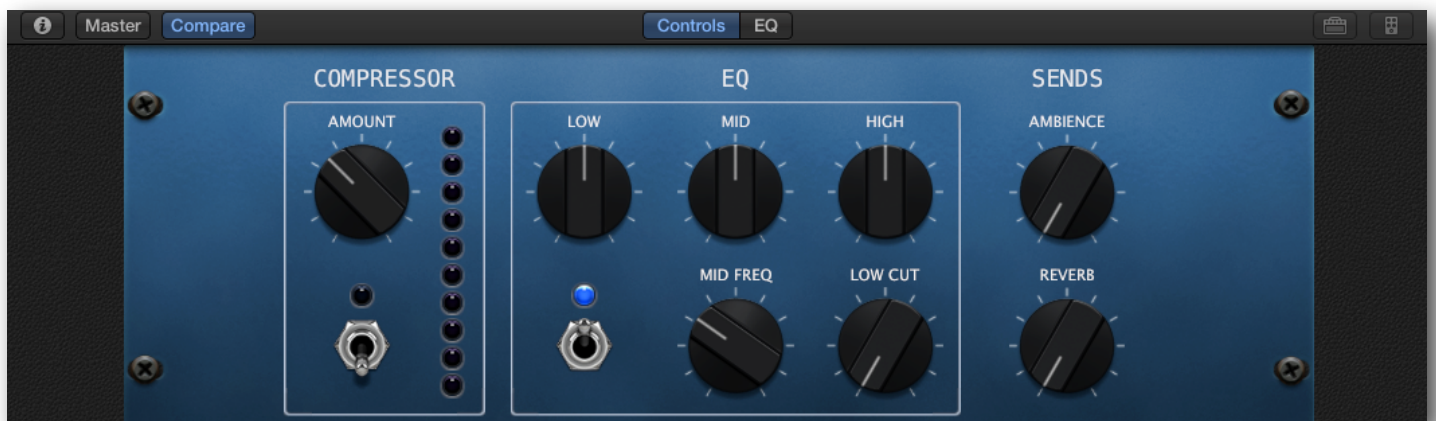 Master Compare Controls EQ
COMPRESSOR EQ SENDS
AMOUNT LOW MID HIGH AMBIENCE
MID FREQ LOW CUT REVERB